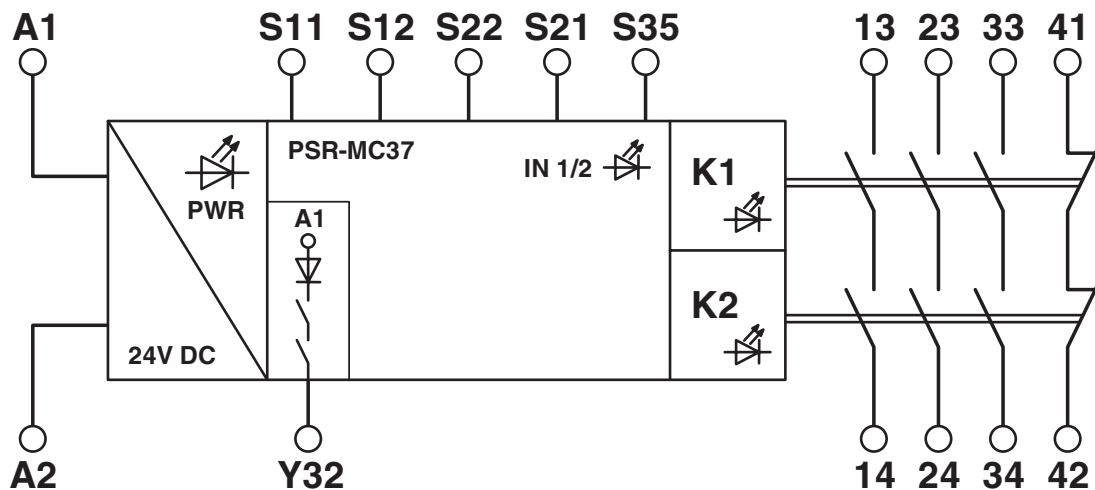 A1 S11 S12 S22 S21 S35 13 23 33 41
PSR-MC37
IN 1/2
K1
PWR
A1
K2
24V DC
A2 Y32 14 24 34 42